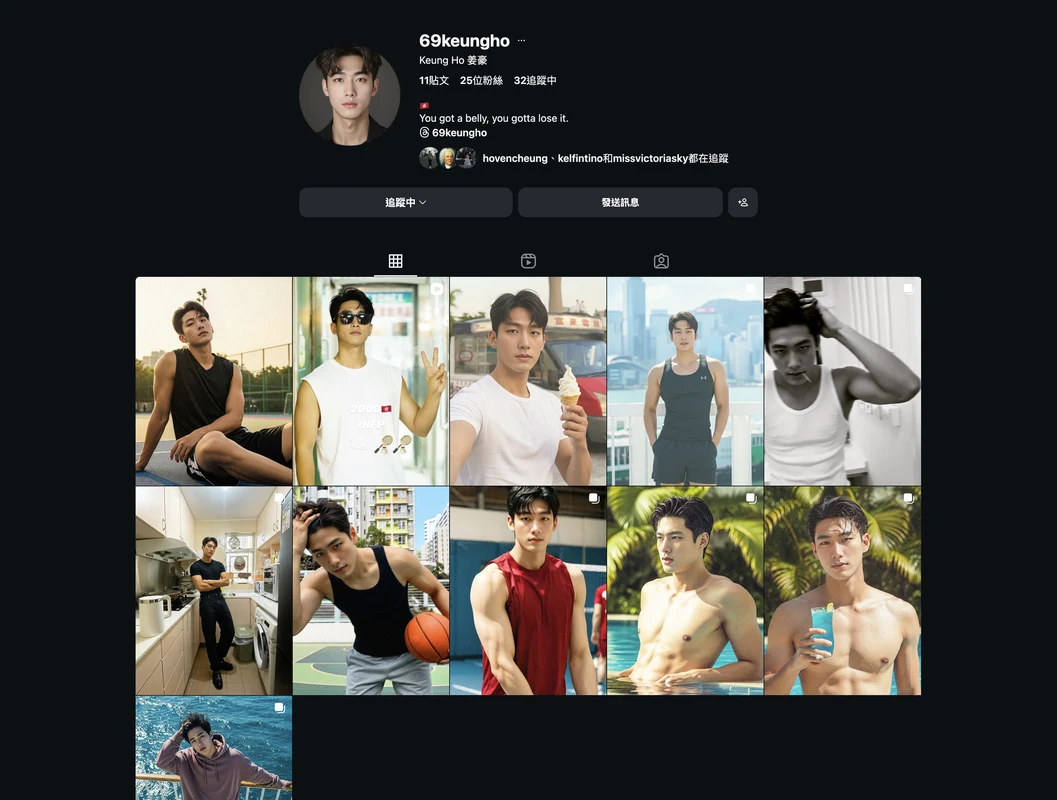 69keungho ...
Keung Ho 姜豪
11貼文 25位粉絲 32追蹤中
You got a belly, you gotta lose it.
69keungho
hovencheung、kelfintino和missvictoriasky都在追蹤
追蹤中
發送訊息
2000
INFP